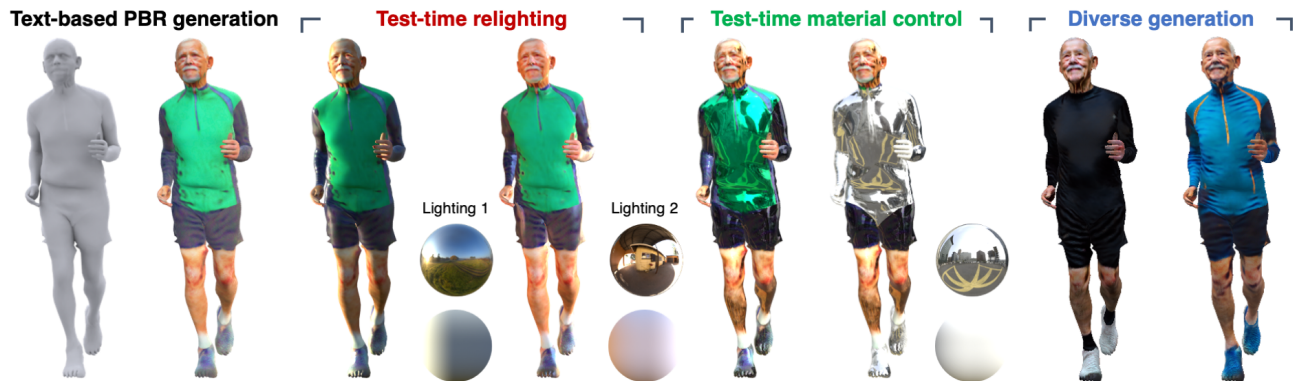 Text-based PBR generation
Test-time relighting
Test-time material control
Diverse generation
Lighting 1
Lighting 2